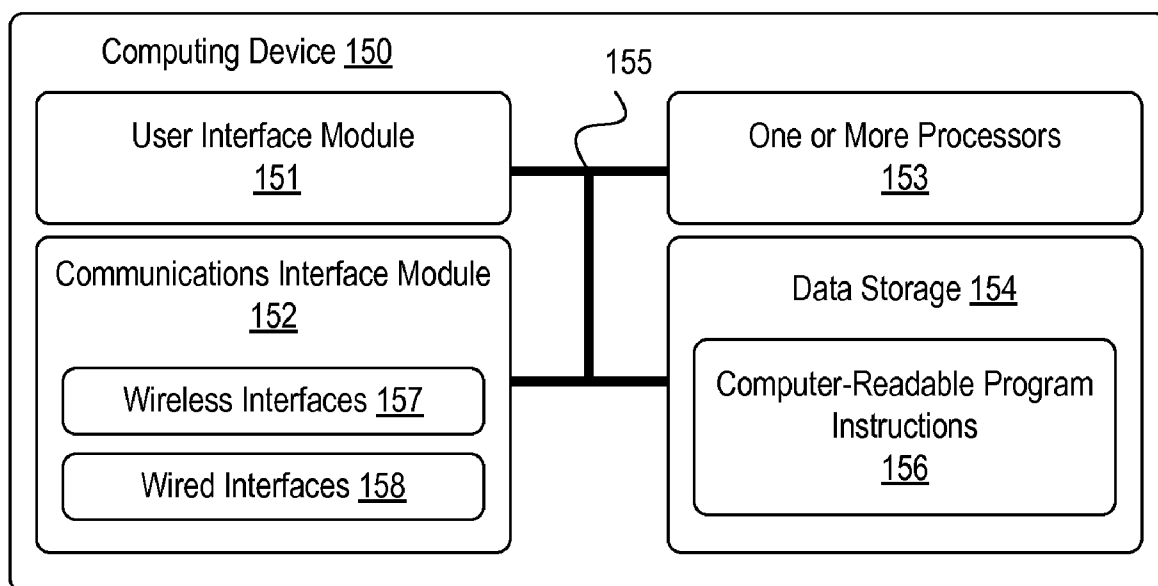 Computing Device 150
155
User Interface Module
151
One or More Processors
153
Communications Interface Module
152
Wireless Interfaces 157
Wired Interfaces 158
Data Storage 154
Computer-Readable Program
Instructions
156